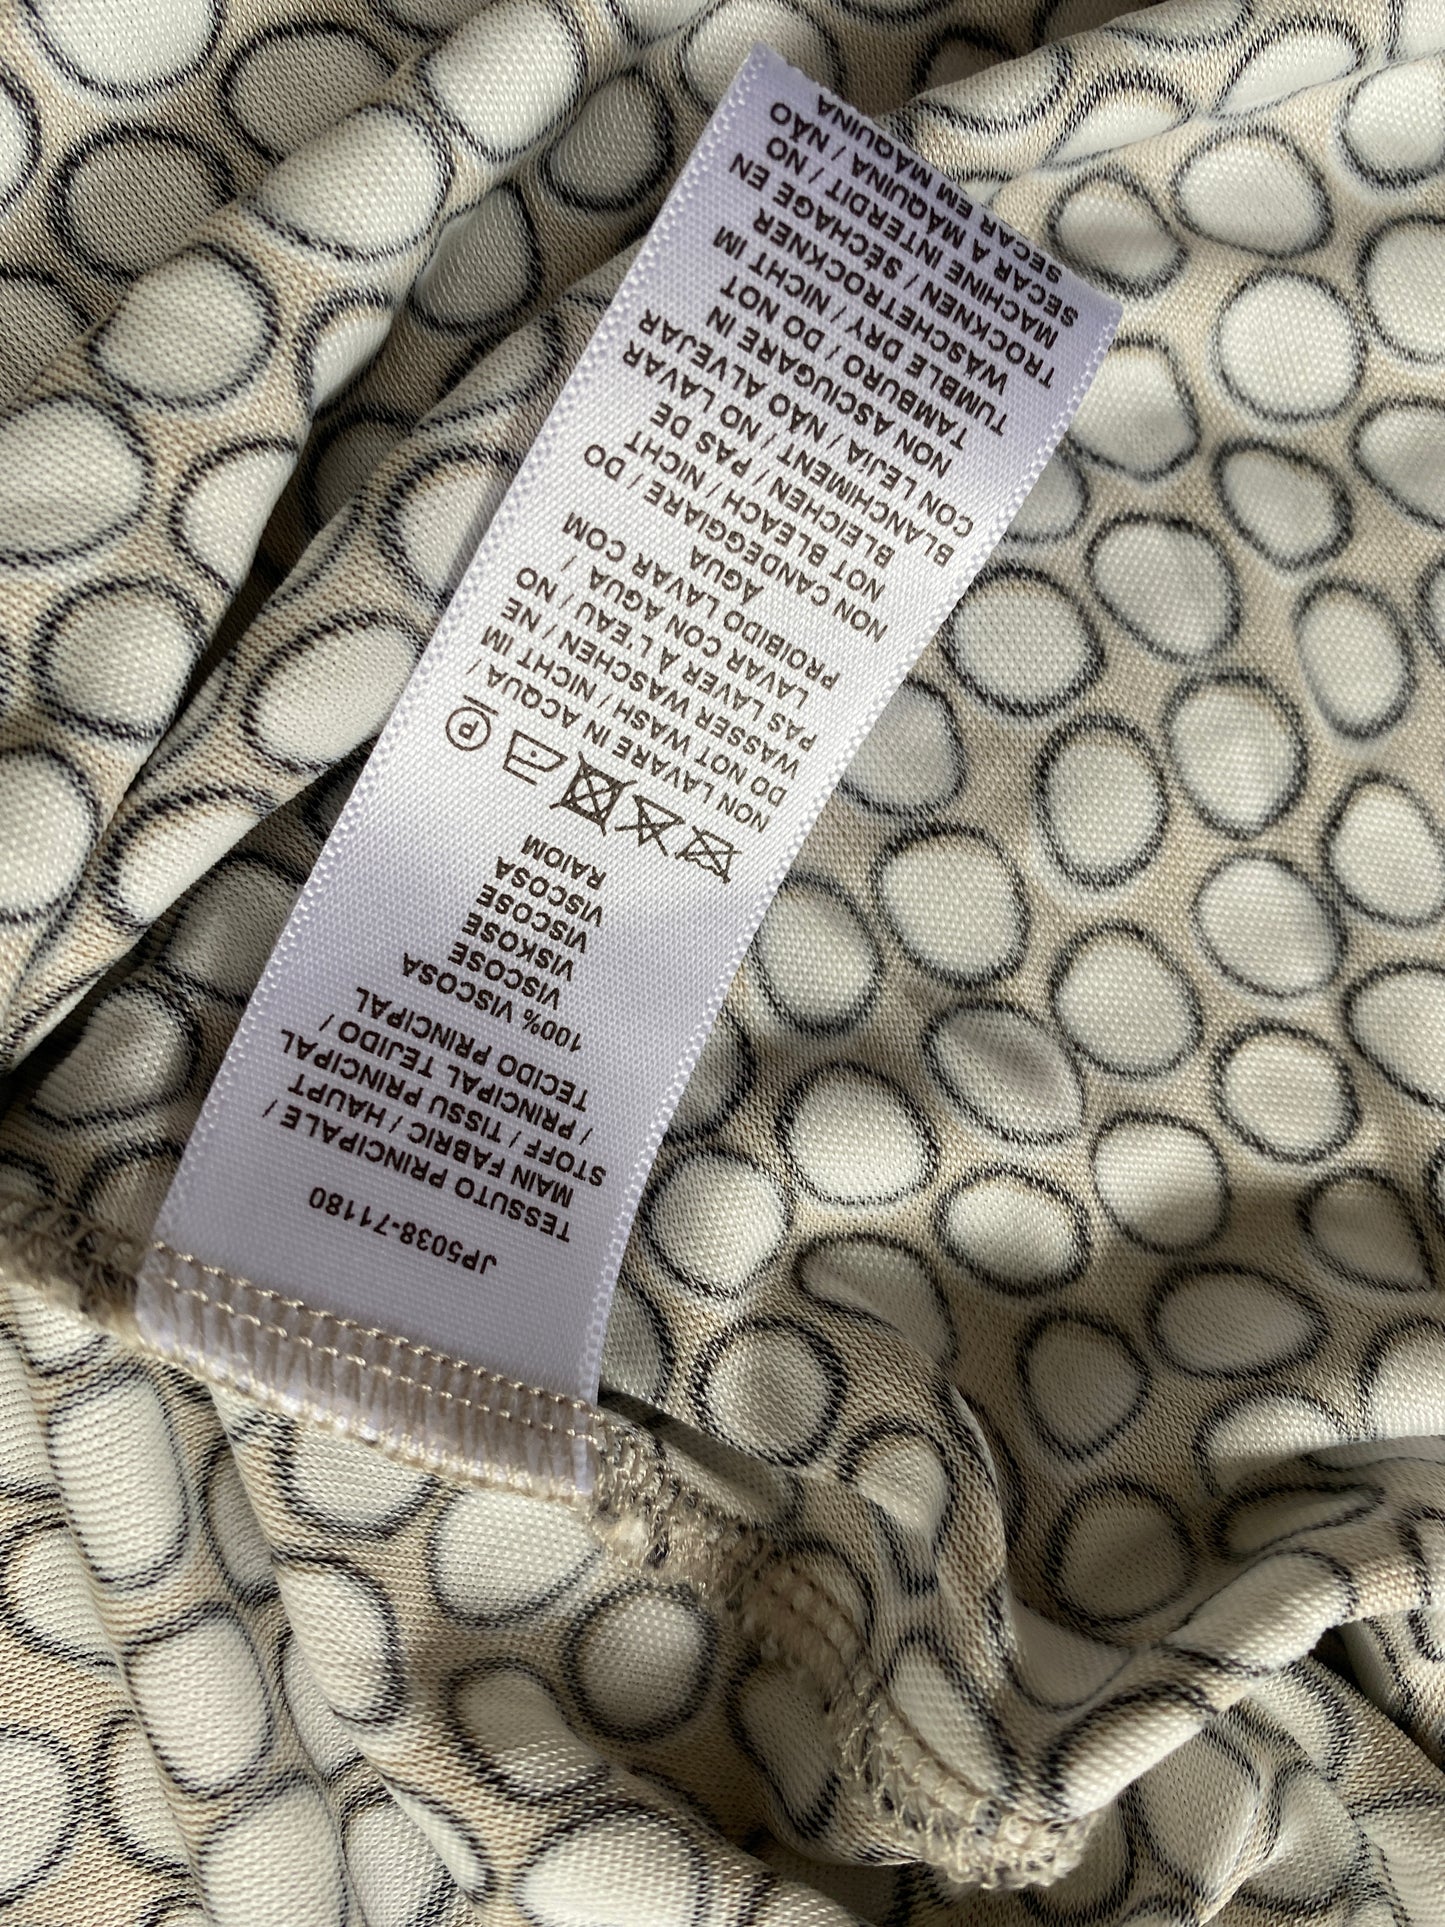 JP5038-71180
TESSUTO PRINCIPALE /
MAIN FABRIC / HAUPT
STOFF / TISSU PRINCIPAL
/ PRINCIPAL TEJIDO /
TECIDO PRINCIPAL
100% VISCOSA
VISCOSE
VISKOSE
VISCOSE
VISCOSA
RAIOM
P
NON LAVARE IN ACQUA /
DO NOT WASH / NICHT IM
WASSER WASCHEN / NE
PAS LAVER À L'EAU / NO
LAVAR CON AGUA /
PROIBIDO LAVAR COM
ÁGUA
NON CANDEGGIARE / DO
NOT BLEACH / NICHT
BLEICHEN / PAS DE
BLANCHIMENT / NO LAVAR
CON LEJÍA / NÃO ALVEJAR
NON ASCIUGARE IN
TAMBURO / DO NOT
TUMBLE DRY / NICHT IM
WÄSCHETROCKNER
TROCKNEN / SÉCHAGE EN
MACHINE INTERDIT / NO
SECAR A MÁQUINA / NÃO
SECAR EM MÁQUINA